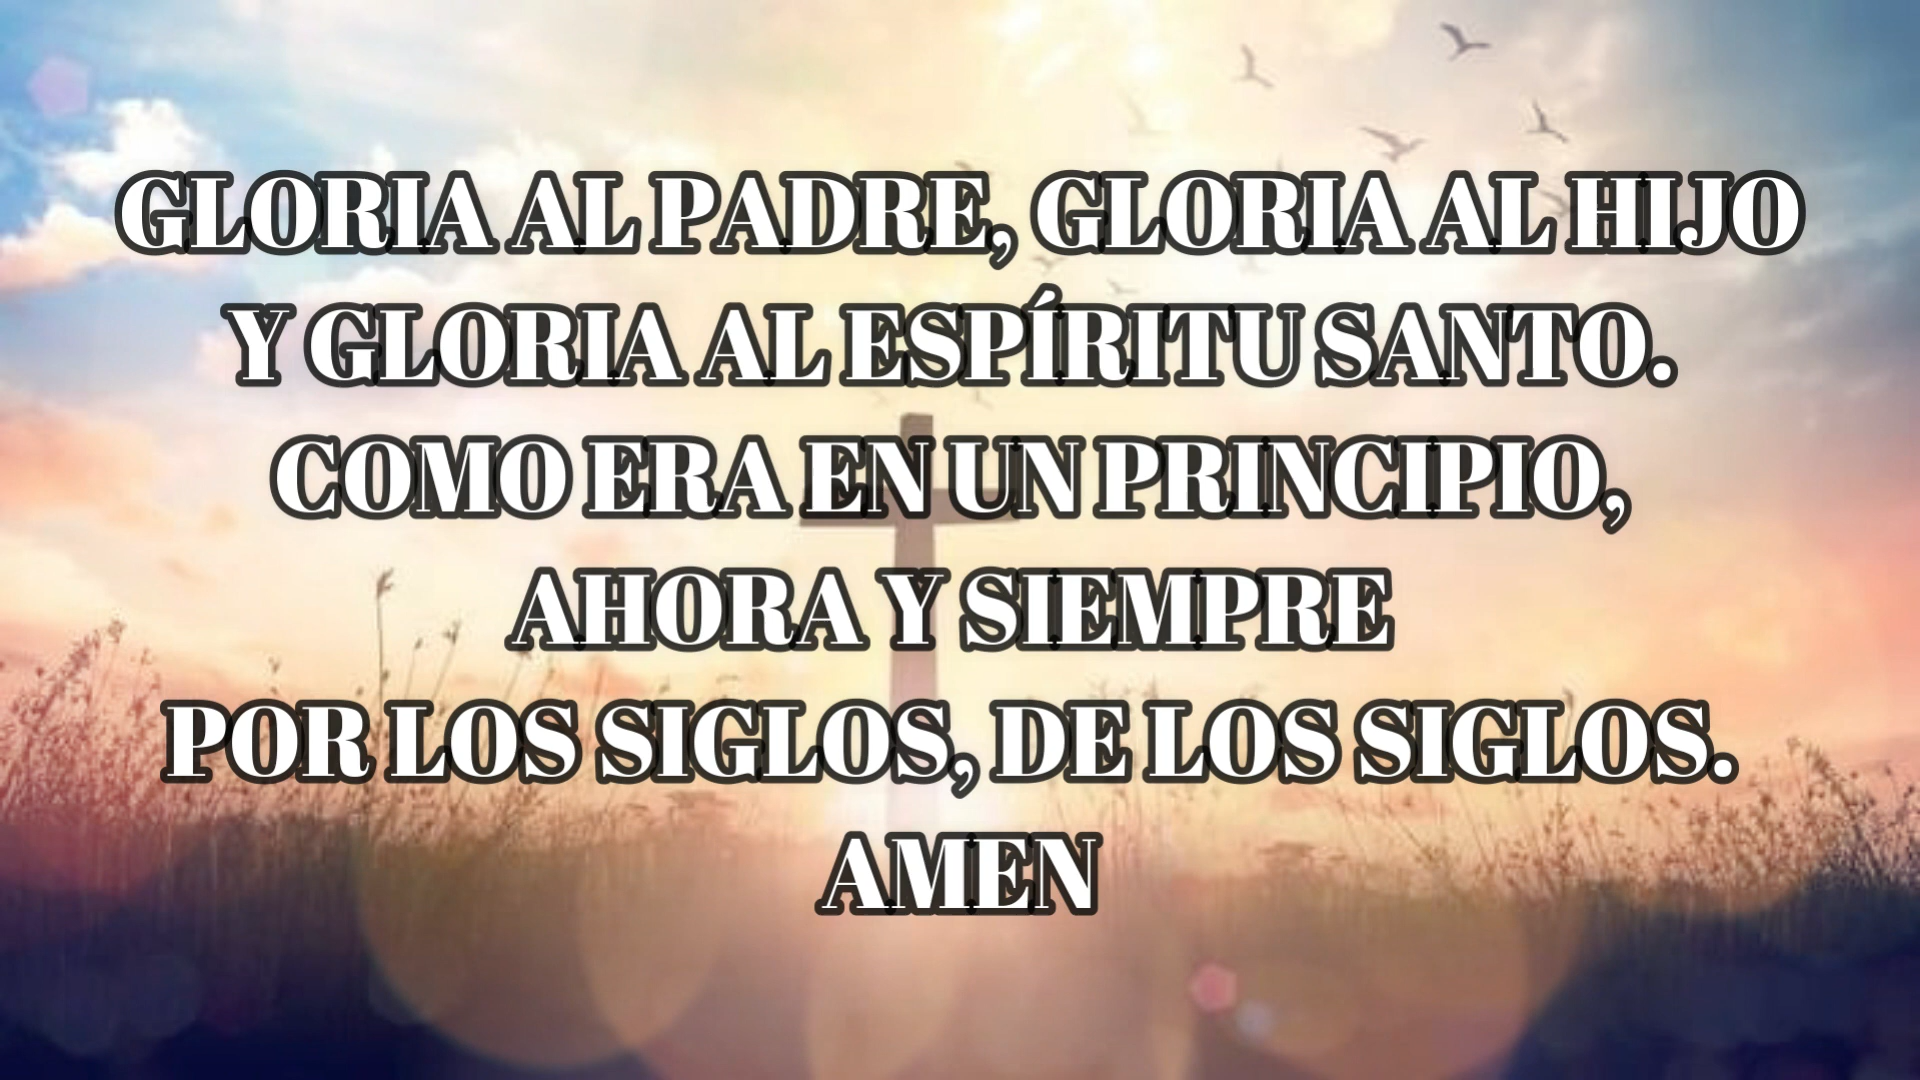 GLORIA AL PADRE, GLORIA AL HIJO
Y GLORIA AL ESPÍRITU SANTO.
COMO ERA EN UN PRINCIPIO,
AHORA Y SIEMPRE
POR LOS SIGLOS, DE LOS SIGLOS.
AMEN